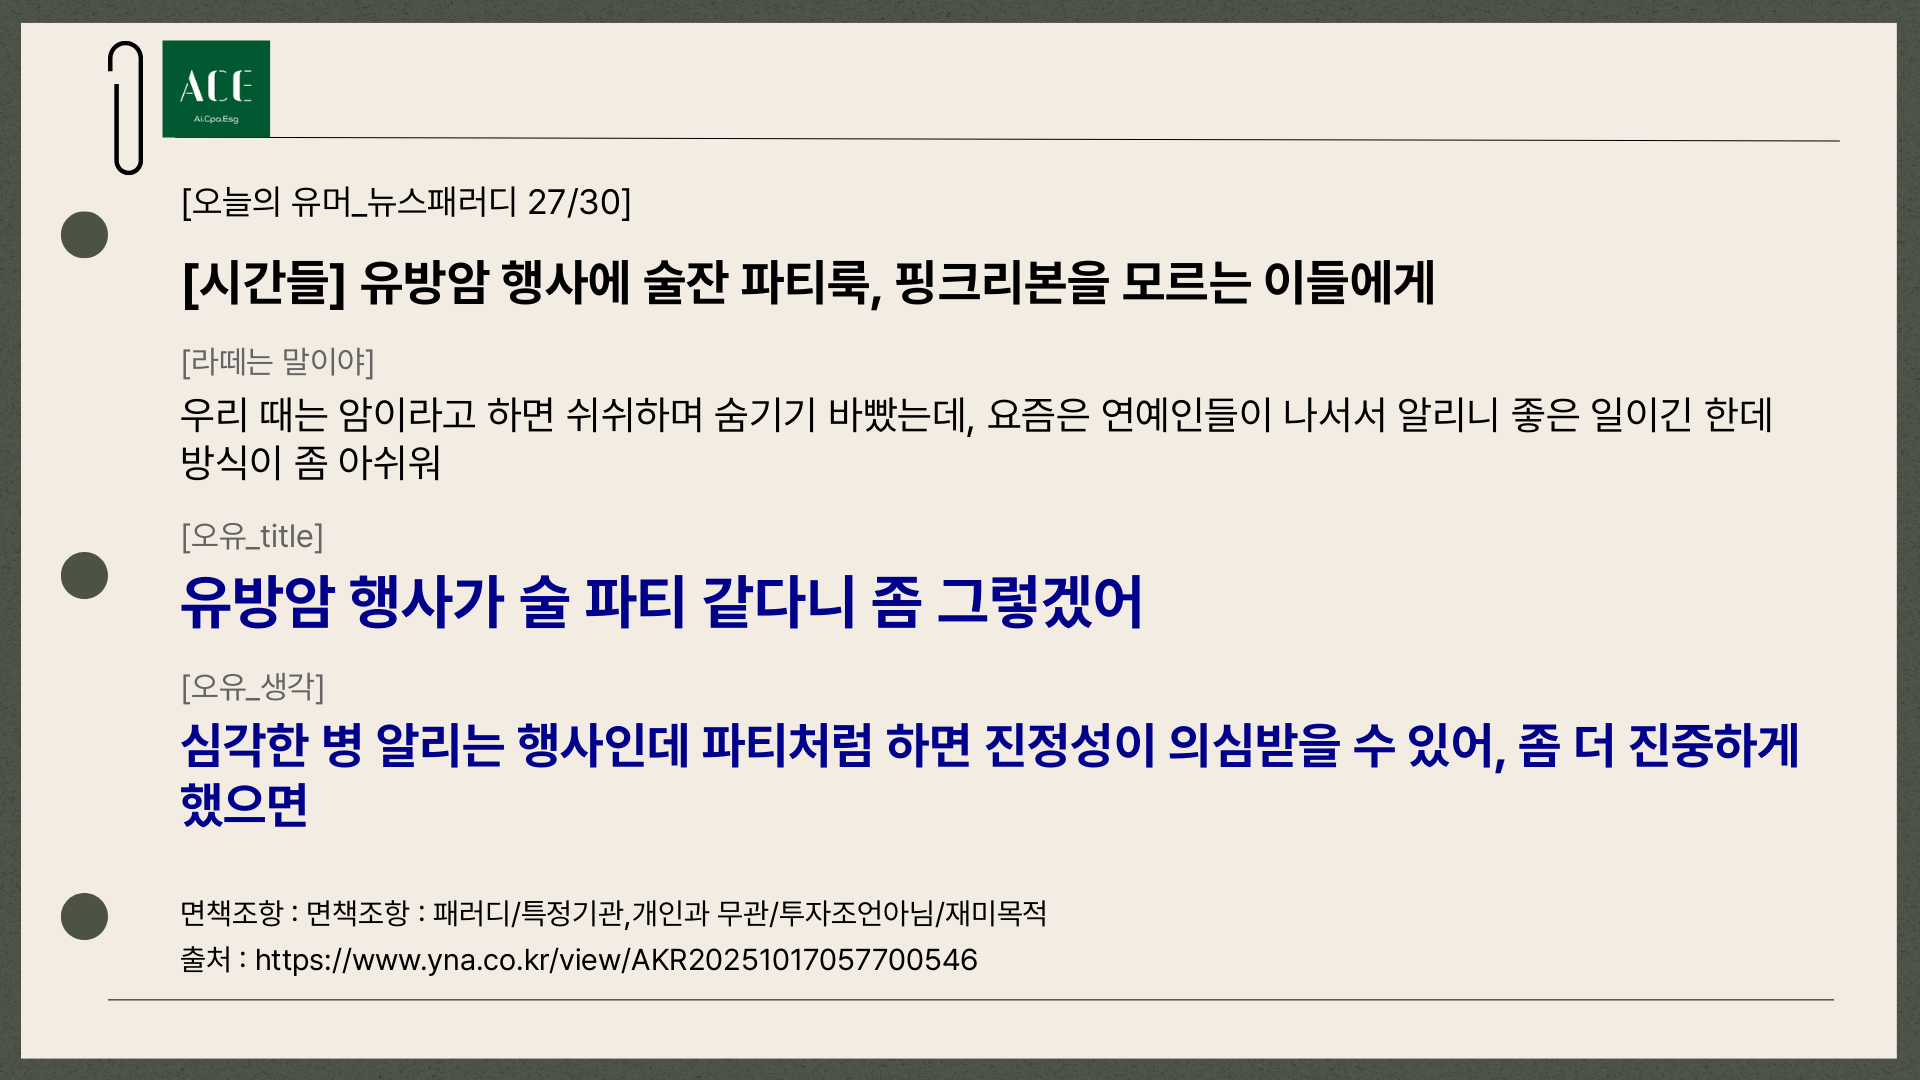 ACE
Ai.Cpa.Esg
[오늘의 유머_뉴스패러디 27/30]
[시간들] 유방암 행사에 술잔 파티룩, 핑크리본을 모르는 이들에게
[라떼는 말이야]
우리 때는 암이라고 하면 쉬쉬하며 숨기기 바빴는데, 요즘은 연예인들이 나서서 알리니 좋은 일이긴 한데
방식이 좀 아쉬워
[오유_title]
유방암 행사가 술 파티 같다니 좀 그렇겠어
[오유_생각]
심각한 병 알리는 행사인데 파티처럼 하면 진정성이 의심받을 수 있어, 좀 더 진중하게
했으면
면책조항 : 면책조항 : 패러디/특정기관,개인과 무관/투자조언아님/재미목적
출처 : https://www.yna.co.kr/view/AKR20251017057700546